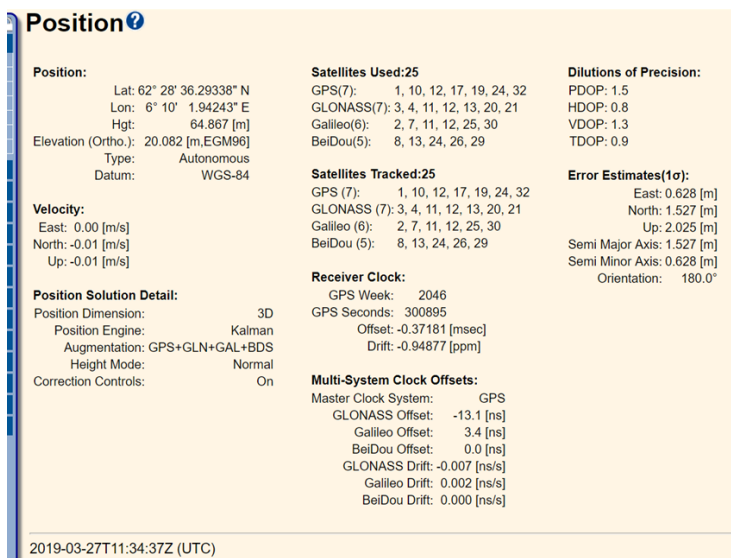 Position?
Position:
Lat: 62° 28' 36.29338" N
Lon: 6° 10' 1.94243" E
Hgt: 64.867 [m]
Elevation (Ortho.): 20.082 [m,EGM96]
Type: Autonomous
Datum: WGS-84
Velocity:
East: 0.00 [m/s]
North: -0.01 [m/s]
Up: -0.01 [m/s]
Position Solution Detail:
Position Dimension: 3D
Position Engine: Kalman
Augmentation: GPS+GLN+GAL+BDS
Height Mode: Normal
Correction Controls: On
Satellites Used:25
GPS(7): 1, 10, 12, 17, 19, 24, 32
GLONASS(7): 3, 4, 11, 12, 13, 20, 21
Galileo(6): 2, 7, 11, 12, 25, 30
BeiDou(5): 8, 13, 24, 26, 29
Satellites Tracked:25
GPS (7): 1, 10, 12, 17, 19, 24, 32
GLONASS (7): 3, 4, 11, 12, 13, 20, 21
Galileo (6): 2, 7, 11, 12, 25, 30
BeiDou (5): 8, 13, 24, 26, 29
Receiver Clock:
GPS Week: 2046
GPS Seconds: 300895
Offset: -0.37181 [msec]
Drift: -0.94877 [ppm]
Multi-System Clock Offsets:
Master Clock System: GPS
GLONASS Offset: -13.1 [ns]
Galileo Offset: 3.4 [ns]
BeiDou Offset: 0.0 [ns]
GLONASS Drift: -0.007 [ns/s]
Galileo Drift: 0.002 [ns/s]
BeiDou Drift: 0.000 [ns/s]
Dilutions of Precision:
PDOP: 1.5
HDOP: 0.8
VDOP: 1.3
TDOP: 0.9
Error Estimates(1σ):
East: 0.628 [m]
North: 1.527 [m]
Up: 2.025 [m]
Semi Major Axis: 1.527 [m]
Semi Minor Axis: 0.628 [m]
Orientation: 180.0°
2019-03-27T11:34:37Z (UTC)